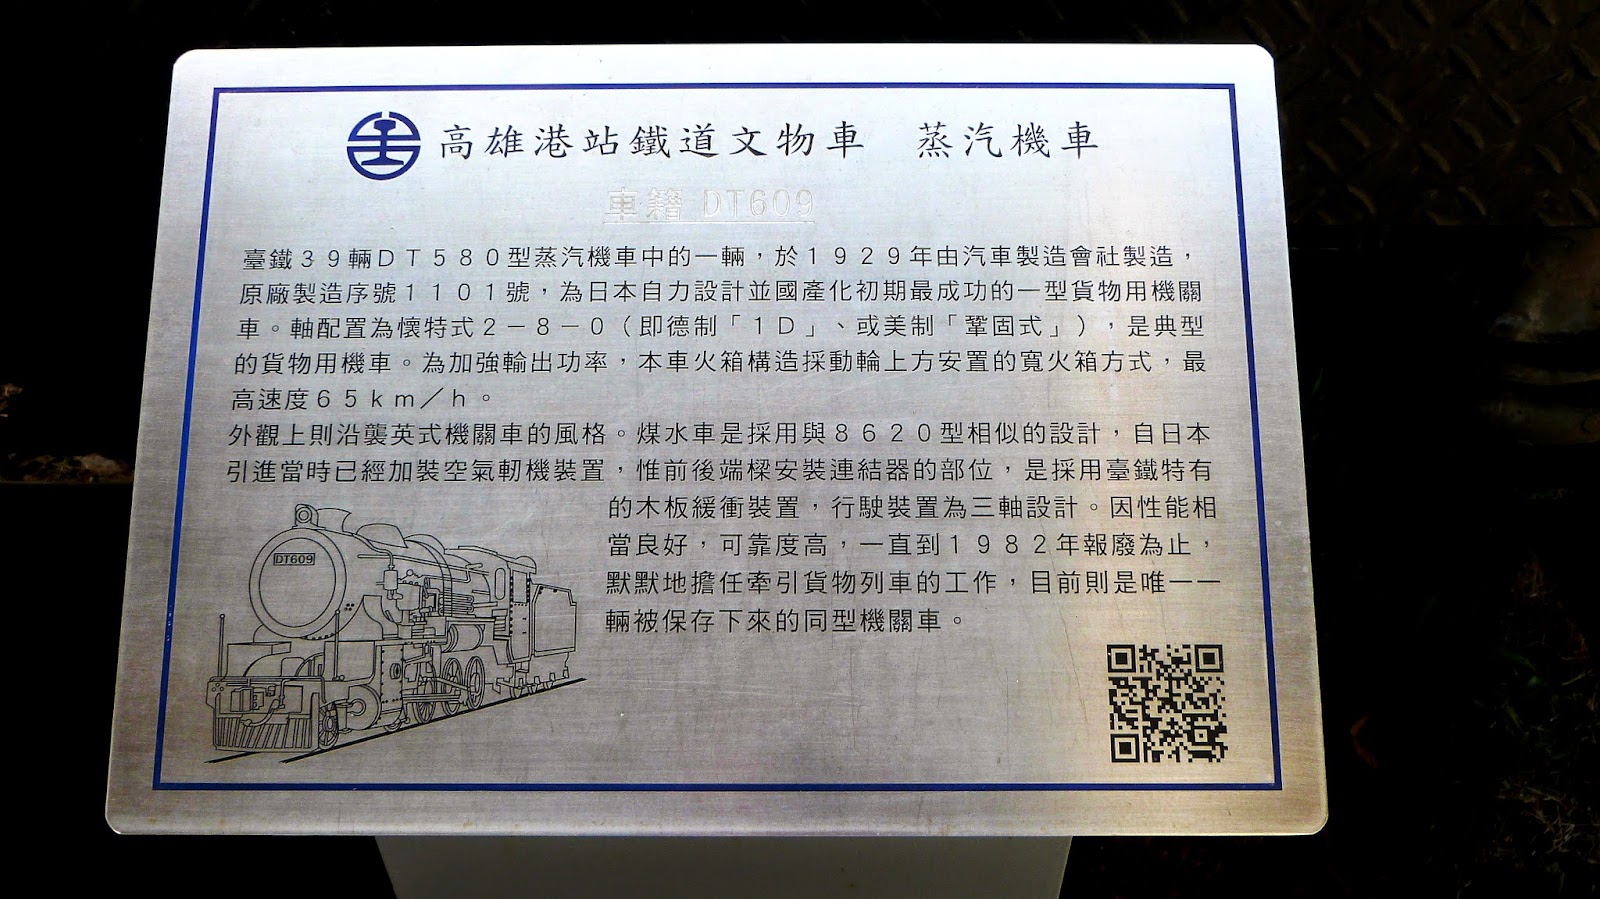 高雄港站鐵道文物車　蒸汽機車
車籍 DT609
臺鐵３９輛ＤＴ５８０型蒸汽機車中的一輛，於１９２９年由汽車製造會社製造，
原廠製造序號１１０１號，為日本自力設計並國產化初期最成功的一型貨物用機關
車。軸配置為懷特式２－８－０（即德制「１Ｄ」、或美制「鞏固式」），是典型
的貨物用機車。為加強輸出功率，本車火箱構造採動輪上方安置的寬火箱方式，最
高速度６５ｋｍ／ｈ。
外觀上則沿襲英式機關車的風格。煤水車是採用與８６２０型相似的設計，自日本
引進當時已經加裝空氣軔機裝置，惟前後端樑安裝連結器的部位，是採用臺鐵特有
的木板緩衝裝置，行駛裝置為三軸設計。因性能相
當良好，可靠度高，一直到１９８２年報廢為止，
默默地擔任牽引貨物列車的工作，目前則是唯一一
輛被保存下來的同型機關車。
DT609